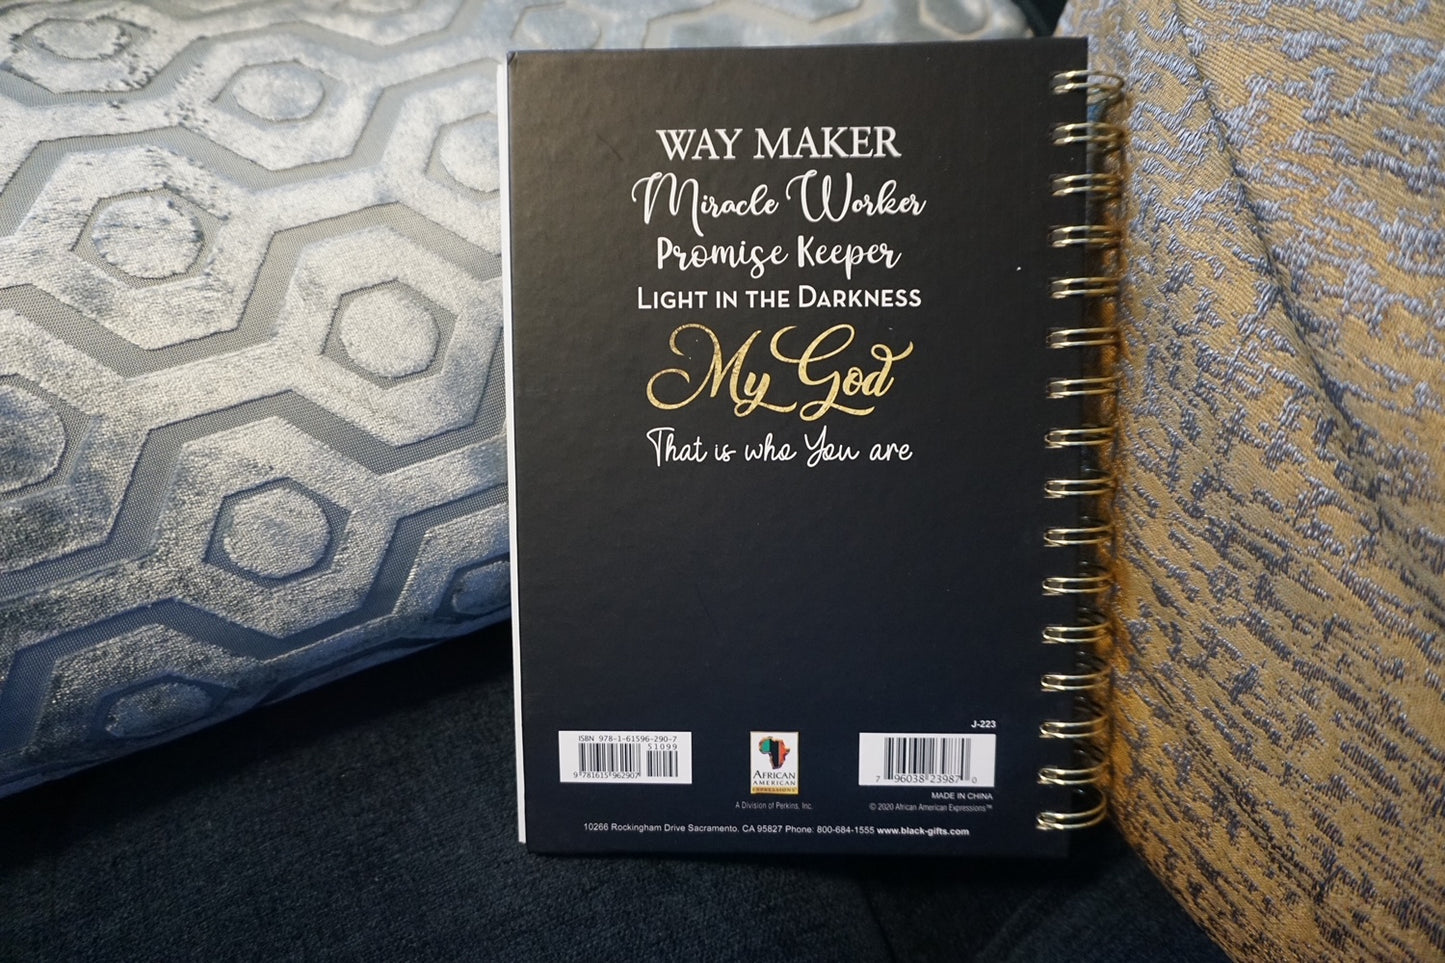 WAY MAKER
Miracle Worker
Promise Keeper
LIGHT IN THE DARKNESS
My God
That is who You are
J-223
ISBN 978-1-61596-290-7
51099
9 781615 962907
AFRICAN
AMERICAN
EXPRESSIONS
A Division of Perkins, Inc.
7 96038 23987 0
MADE IN CHINA
© 2020 African American Expressions™
10266 Rockingham Drive Sacramento, CA 95827 Phone: 800-684-1555 www.black-gifts.com